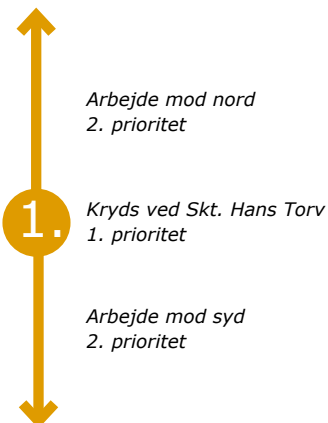 Arbejde mod nord
2. prioritet
1.
Kryds ved Skt. Hans Torv
1. prioritet
Arbejde mod syd
2. prioritet